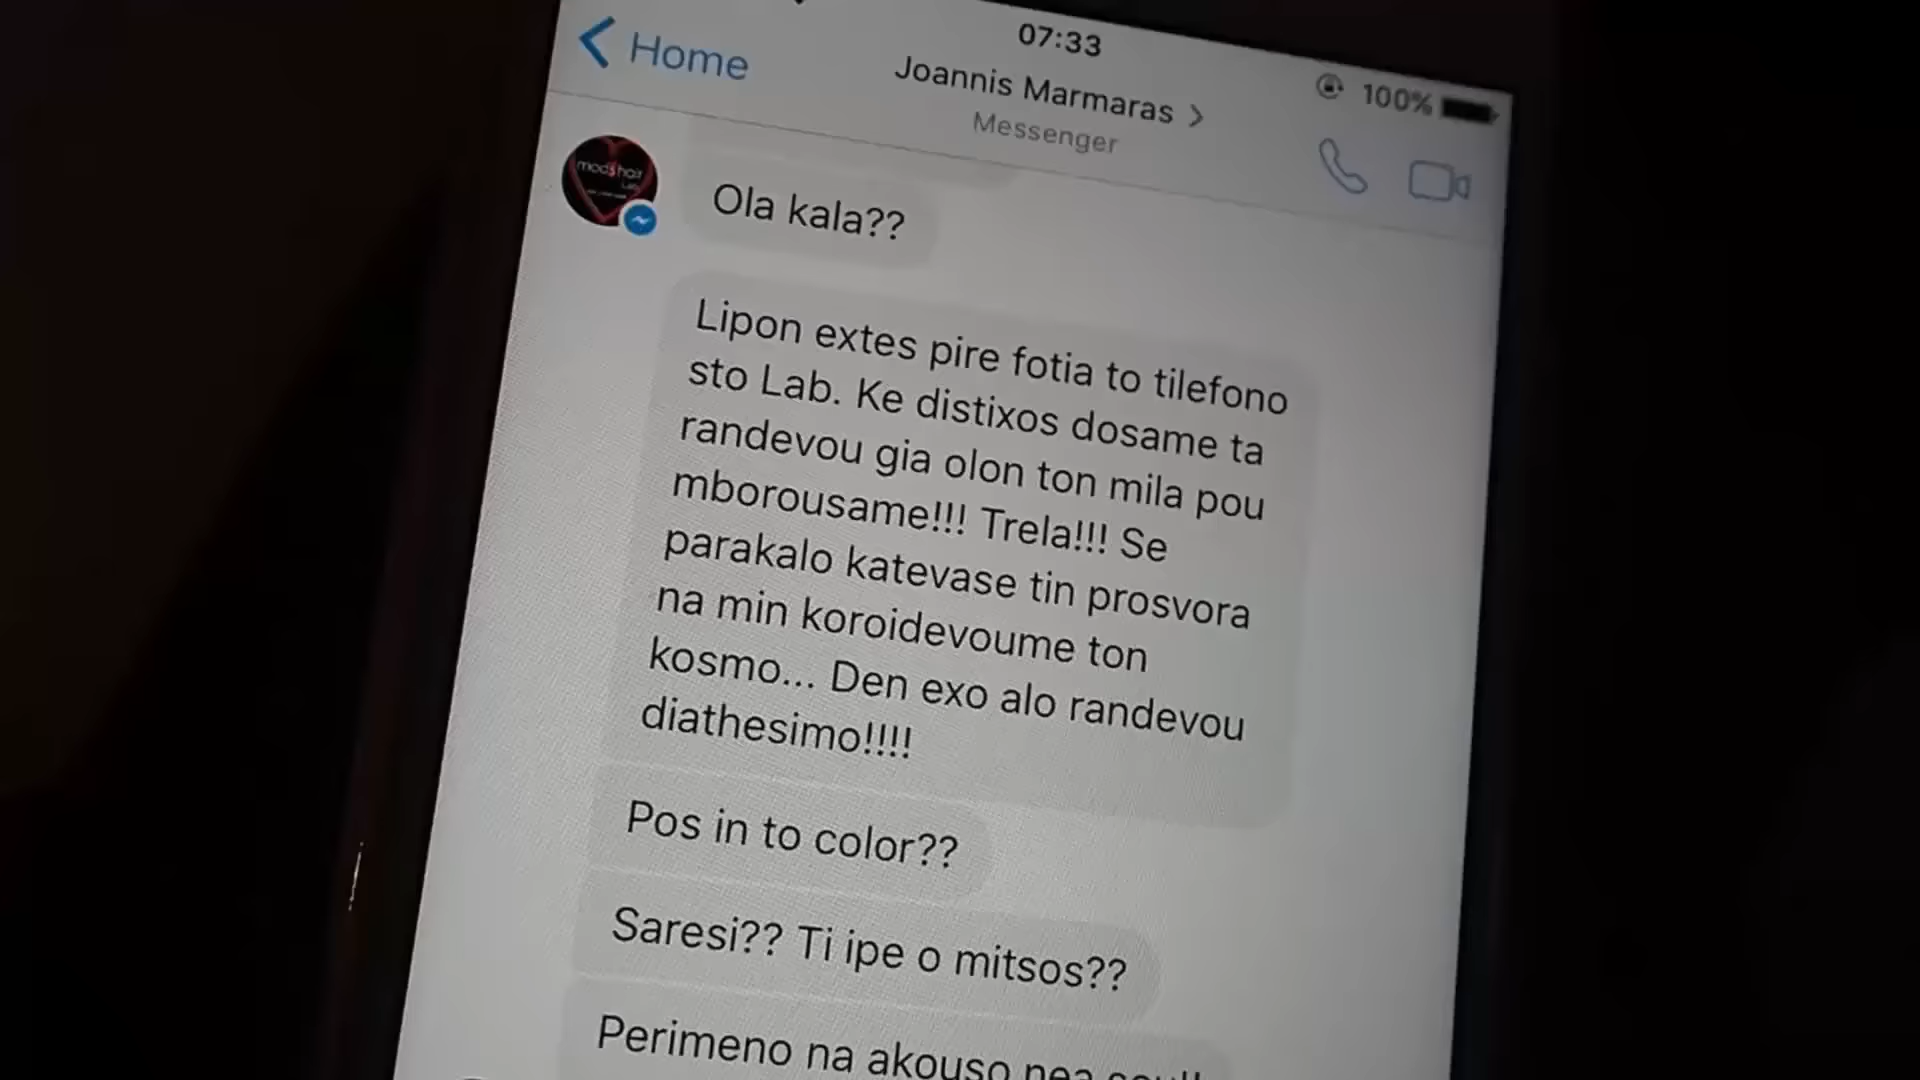 07:33
Home
Joannis Marmaras >
100%
Messenger
mod's hair
Ola kala??
Lipon extes pire fotia to tilefono
sto Lab. Ke distixos dosame ta
randevou gia olon ton mila pou
mborousame!!! Trela!!! Se
parakalo katevase tin prosvora
na min koroidevoume ton
kosmo... Den exo alo randevou
diathesimo!!!!
Pos in to color??
Saresi?? Ti ipe o mitsos??
Perimeno na akouso nea